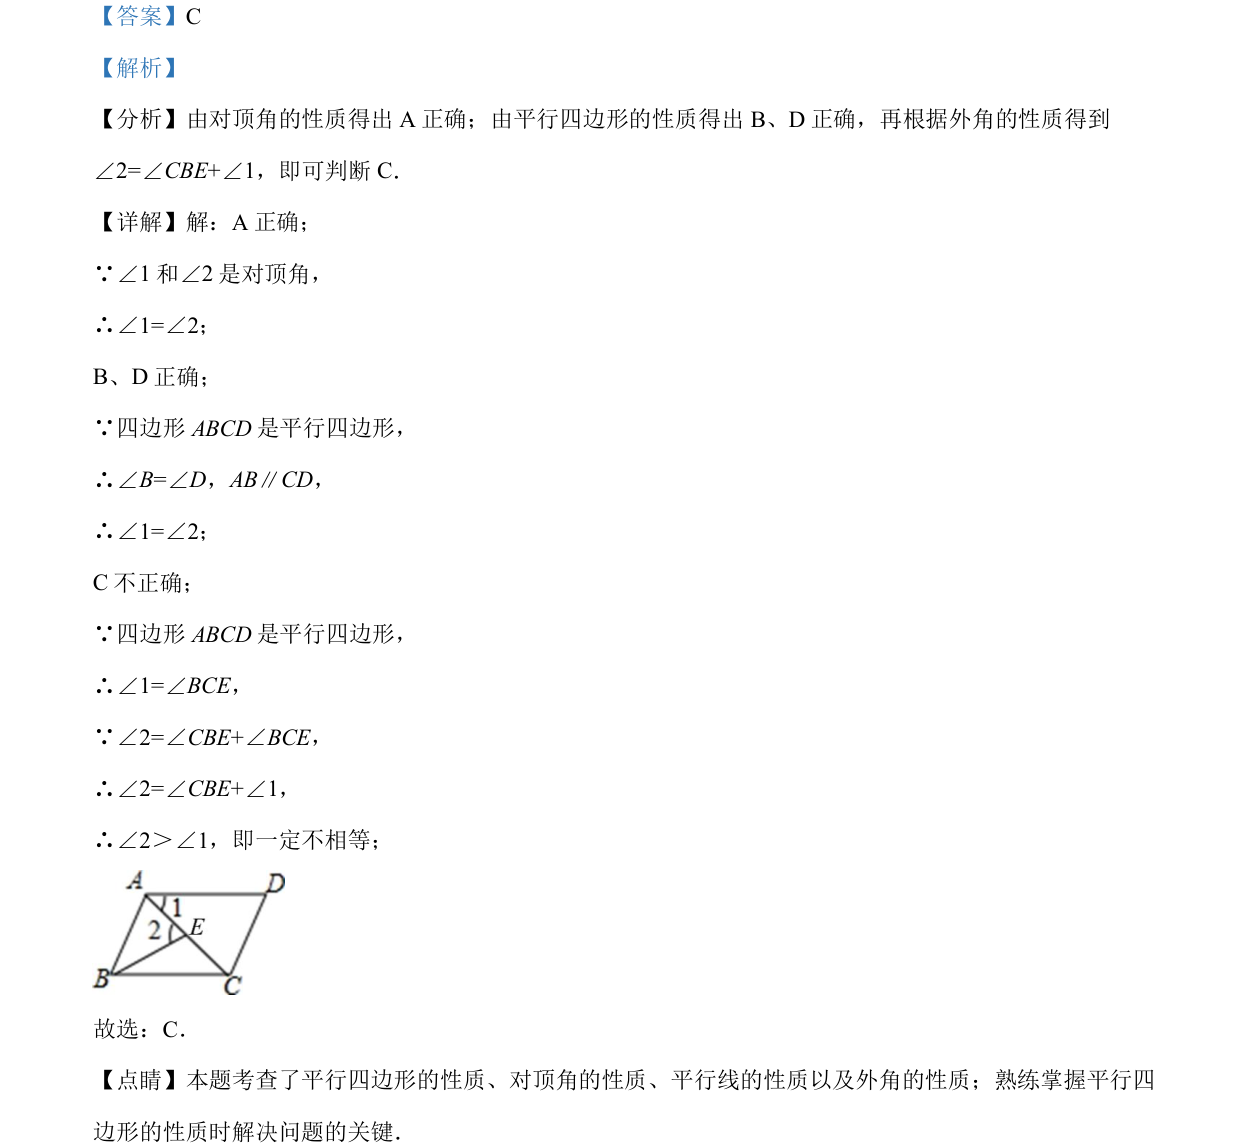 【答案】C
【解析】
【分析】由对顶角的性质得出 A 正确；由平行四边形的性质得出 B、D 正确，再根据外角的性质得到
∠2=∠CBE+∠1，即可判断 C．
【详解】解：A 正确；
∵∠1 和∠2 是对顶角，
∴∠1=∠2；
B、D 正确；
∵四边形 ABCD 是平行四边形，
∴∠B=∠D，AB∥CD，
∴∠1=∠2；
C 不正确；
∵四边形 ABCD 是平行四边形，
∴∠1=∠BCE，
∵∠2=∠CBE+∠BCE，
∴∠2=∠CBE+∠1，
∴∠2＞∠1，即一定不相等；
A D
1
2 E
B C
故选：C．
【点睛】本题考查了平行四边形的性质、对顶角的性质、平行线的性质以及外角的性质；熟练掌握平行四
边形的性质时解决问题的关键．